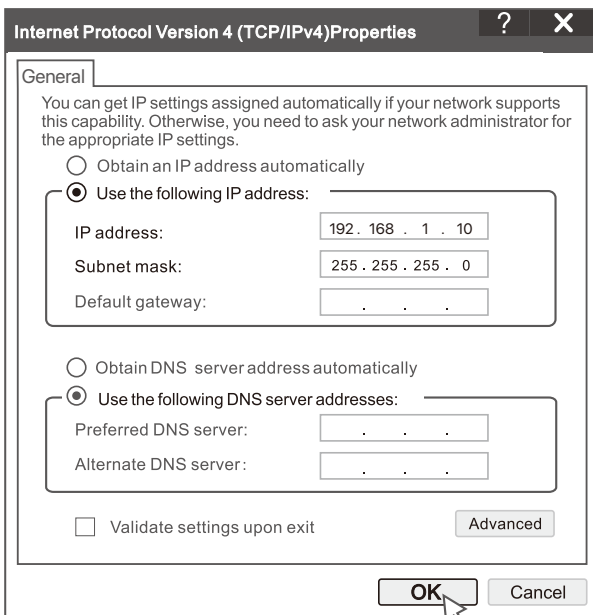 Internet Protocol Version 4 (TCP/IPv4)Properties ? X
General
You can get IP settings assigned automatically if your network supports
this capability. Otherwise, you need to ask your network administrator for
the appropriate IP settings.
Obtain an IP address automatically
Use the following IP address:
IP address: 192. 168 . 1 . 10
Subnet mask: 255 . 255 . 255 . 0
Default gateway: . . .
Obtain DNS server address automatically
Use the following DNS server addresses:
Preferred DNS server: . . .
Alternate DNS server: . . .
Validate settings upon exit Advanced
OK Cancel